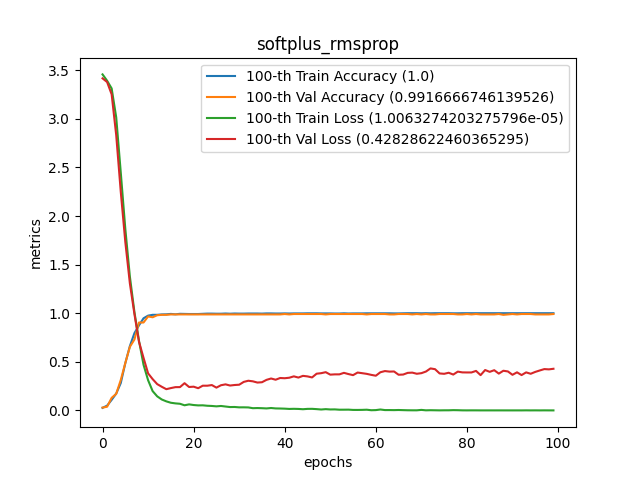 softplus_rmsprop
100-th Train Accuracy (1.0)
100-th Val Accuracy (0.9916666746139526)
100-th Train Loss (1.0063274203275796e-05)
100-th Val Loss (0.42828622460365295)
metrics
3.5
3.0
2.5
2.0
1.5
1.0
0.5
0.0
0
20
40
60
80
100
epochs